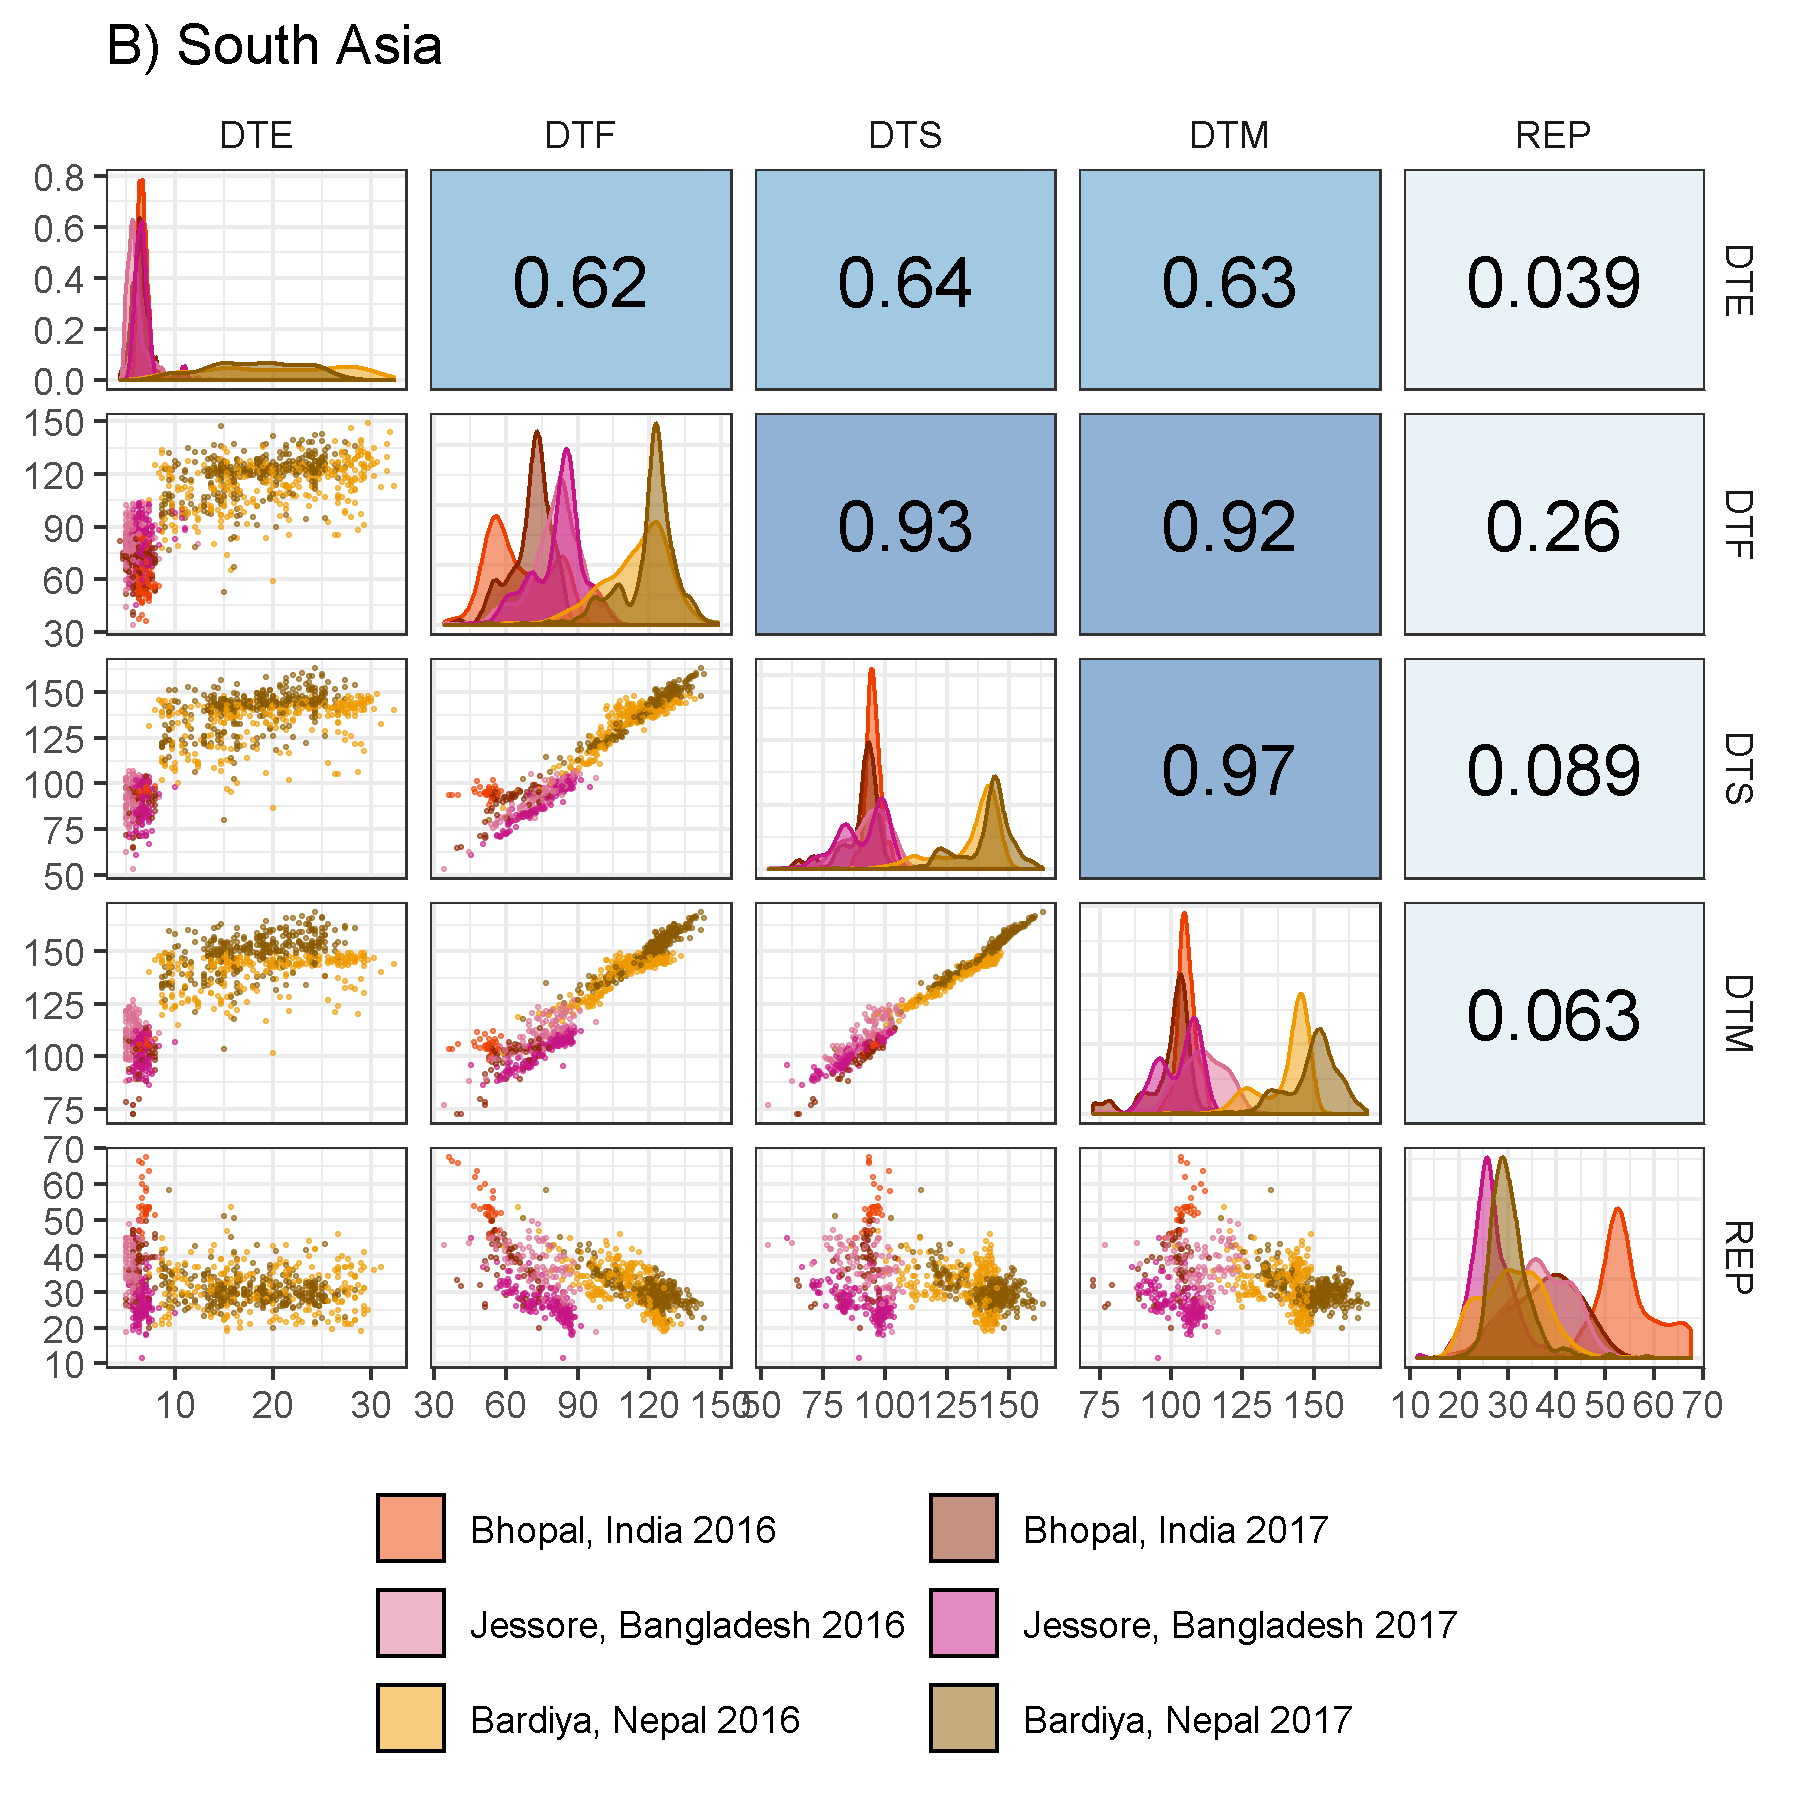 B) South Asia
DTE DTF DTS DTM REP
0.8
0.6
0.4
0.2
0.0
0.62 0.64 0.63 0.039 DTE
150
120
90
60
30
0.93 0.92 0.26 DTF
150
125
100
75
50
0.97 0.089 DTS
150
125
100
75
0.063 DTM
70
60
50
40
30
20
10
REP
10 20 30 30 60 90 120 150 50 75 100 125 150 75 100 125 150 10 20 30 40 50 60 70
Bhopal, India 2016 Bhopal, India 2017
Jessore, Bangladesh 2016 Jessore, Bangladesh 2017
Bardiya, Nepal 2016 Bardiya, Nepal 2017